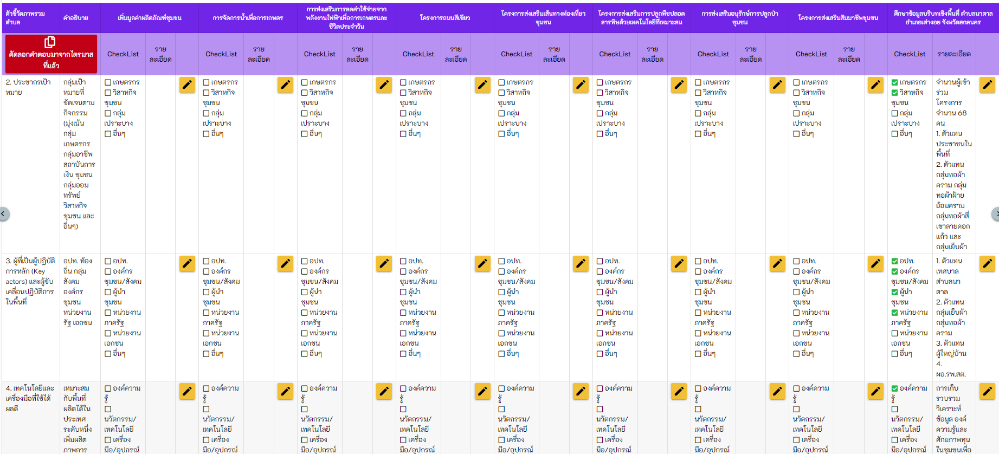 ตัวชี้วัดภาพรวม
ตำบล
คำอธิบาย
เพิ่มมูลค่าผลิตภัณฑ์ชุมชน
การจัดการน้ำเพื่อการเกษตร
การส่งเสริมการลดค่าใช้จ่ายจาก
พลังงานไฟฟ้าเพื่อการเกษตรและ
ชีวิตประจำวัน
โครงการถนนสีเขียว
โครงการส่งเสริมเส้นทางท่องเที่ยว
ชุมชน
โครงการส่งเสริมการปลูกพืชปลอด
สารพิษด้วยเทคโนโลยีที่เหมาะสม
การส่งเสริมอนุรักษ์การปลูกป่า
ชุมชน
โครงการส่งเสริมสัมมาชีพชุมชน
ศึกษาข้อมูลบริบทเชิงพื้นที่ ตำบลนาตาล
อำเภอเต่างอย จังหวัดสกลนคร
คัดลอกคำตอบมาจากไตรมาส
ที่แล้ว
CheckList
ราย
ละเอียด
CheckList
ราย
ละเอียด
CheckList
ราย
ละเอียด
CheckList
ราย
ละเอียด
CheckList
ราย
ละเอียด
CheckList
ราย
ละเอียด
CheckList
ราย
ละเอียด
CheckList
ราย
ละเอียด
CheckList
รายละเอียด
2. ประชากรเป้า
หมาย
กลุ่มเป้า
หมายที่
ชัดเจนตาม
กิจกรรม
(มุ่งเน้น
กลุ่ม
เกษตรกร
กลุ่มอาชีพ
สถาบันการ
เงิน ชุมชน
กลุ่มออม
ทรัพย์
วิสาหกิจ
ชุมชน และ
อื่นๆ)
เกษตรกร
วิสาหกิจ
ชุมชน
กลุ่ม
เปราะบาง
อื่นๆ
เกษตรกร
วิสาหกิจ
ชุมชน
กลุ่ม
เปราะบาง
อื่นๆ
เกษตรกร
วิสาหกิจ
ชุมชน
กลุ่ม
เปราะบาง
อื่นๆ
เกษตรกร
วิสาหกิจ
ชุมชน
กลุ่ม
เปราะบาง
อื่นๆ
เกษตรกร
วิสาหกิจ
ชุมชน
กลุ่ม
เปราะบาง
อื่นๆ
เกษตรกร
วิสาหกิจ
ชุมชน
กลุ่ม
เปราะบาง
อื่นๆ
เกษตรกร
วิสาหกิจ
ชุมชน
กลุ่ม
เปราะบาง
อื่นๆ
เกษตรกร
วิสาหกิจ
ชุมชน
กลุ่ม
เปราะบาง
อื่นๆ
เกษตรกร
วิสาหกิจ
ชุมชน
กลุ่ม
เปราะบาง
อื่นๆ
จำนวนผู้เข้า
ร่วม
โครงการ
จำนวน 68
คน
1. ตัวแทน
ประชาชนใน
พื้นที่
2. ตัวแทน
กลุ่มทอผ้า
คราม กลุ่ม
ทอผ้าฝ้าย
ย้อมคราม
กลุ่มทอผ้าสี่
เขาลายดอก
แก้ว และ
กลุ่มเย็บผ้า
3. ผู้ที่เป็นผู้ปฏิบัติ
การหลัก (Key
actors) และผู้ขับ
เคลื่อนปฏิบัติการ
ในพื้นที่
อปท. ท้อง
ถิ่น กลุ่ม
สังคม
องค์กร
ชุมชน
หน่วยงาน
รัฐ เอกชน
อปท.
องค์กร
ชุมชน/สังคม
ผู้นำ
ชุมชน
หน่วยงาน
ภาครัฐ
หน่วยงาน
เอกชน
อื่นๆ
อปท.
องค์กร
ชุมชน/สังคม
ผู้นำ
ชุมชน
หน่วยงาน
ภาครัฐ
หน่วยงาน
เอกชน
อื่นๆ
อปท.
องค์กร
ชุมชน/สังคม
ผู้นำ
ชุมชน
หน่วยงาน
ภาครัฐ
หน่วยงาน
เอกชน
อื่นๆ
อปท.
องค์กร
ชุมชน/สังคม
ผู้นำ
ชุมชน
หน่วยงาน
ภาครัฐ
หน่วยงาน
เอกชน
อื่นๆ
อปท.
องค์กร
ชุมชน/สังคม
ผู้นำ
ชุมชน
หน่วยงาน
ภาครัฐ
หน่วยงาน
เอกชน
อื่นๆ
อปท.
องค์กร
ชุมชน/สังคม
ผู้นำ
ชุมชน
หน่วยงาน
ภาครัฐ
หน่วยงาน
เอกชน
อื่นๆ
อปท.
องค์กร
ชุมชน/สังคม
ผู้นำ
ชุมชน
หน่วยงาน
ภาครัฐ
หน่วยงาน
เอกชน
อื่นๆ
อปท.
องค์กร
ชุมชน/สังคม
ผู้นำ
ชุมชน
หน่วยงาน
ภาครัฐ
หน่วยงาน
เอกชน
อื่นๆ
อปท.
องค์กร
ชุมชน/สังคม
ผู้นำ
ชุมชน
หน่วยงาน
ภาครัฐ
หน่วยงาน
เอกชน
อื่นๆ
1. ตัวแทน
เทศบาล
ตำบลนา
ตาล
2. ตัวแทน
กลุ่มเย็บผ้า
กลุ่มทอผ้า
คราม
3. ตัวแทน
ผู้ใหญ่บ้าน
4.
ผอ.รพ.สต.
4. เทคโนโลยีและ
เครื่องมือที่ใช้ได้
ผลดี
เหมาะสม
กับพื้นที่
ผลิตได้ใน
ประเทศ
ระดับหนึ่ง
เพิ่มผลิต
ภาพการ
องค์ความ
รู้
นวัตกรรม/
เทคโนโลยี
เครื่อง
มือ/อุปกรณ์
องค์ความ
รู้
นวัตกรรม/
เทคโนโลยี
เครื่อง
มือ/อุปกรณ์
องค์ความ
รู้
นวัตกรรม/
เทคโนโลยี
เครื่อง
มือ/อุปกรณ์
องค์ความ
รู้
นวัตกรรม/
เทคโนโลยี
เครื่อง
มือ/อุปกรณ์
องค์ความ
รู้
นวัตกรรม/
เทคโนโลยี
เครื่อง
มือ/อุปกรณ์
องค์ความ
รู้
นวัตกรรม/
เทคโนโลยี
เครื่อง
มือ/อุปกรณ์
องค์ความ
รู้
นวัตกรรม/
เทคโนโลยี
เครื่อง
มือ/อุปกรณ์
องค์ความ
รู้
นวัตกรรม/
เทคโนโลยี
เครื่อง
มือ/อุปกรณ์
องค์ความ
รู้
นวัตกรรม/
เทคโนโลยี
เครื่อง
มือ/อุปกรณ์
การเก็บ
รวบรวม
วิเคราะห์
ข้อมูล องค์
ความรู้และ
ศักยภาพทุน
ในชุมชนเพื่อ